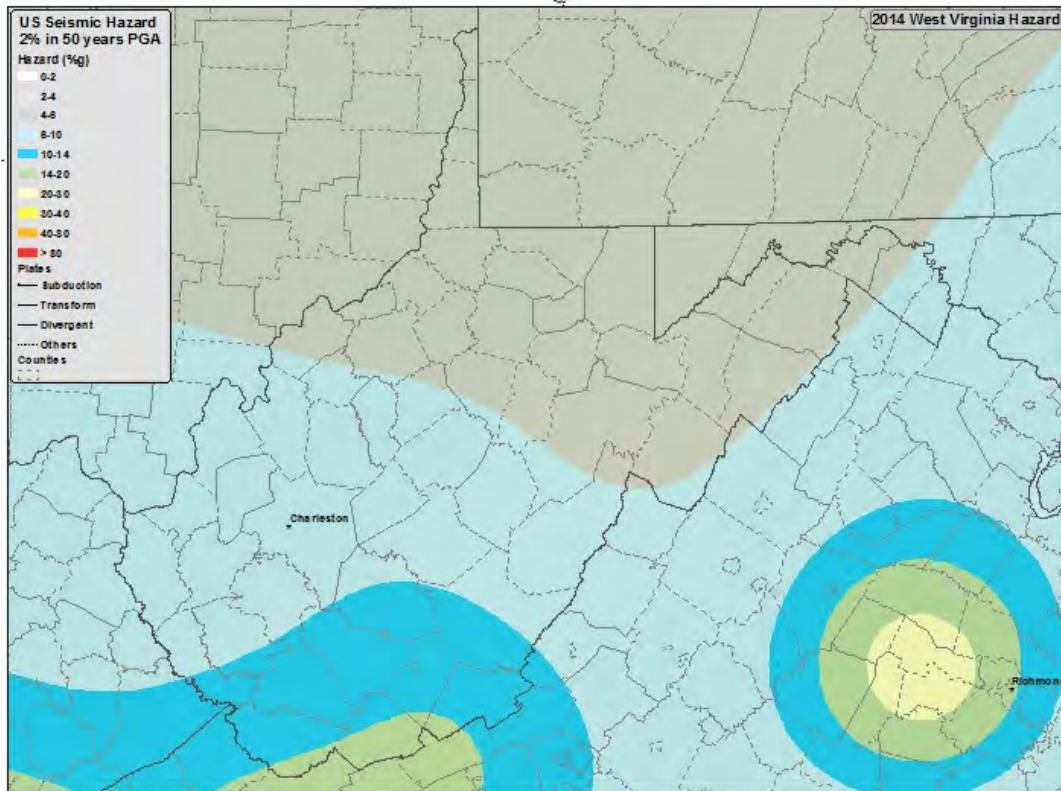 US Seismic Hazard
2% in 50 years PGA
Hazard (%g)
0-2
2-4
4-6
6-10
10-14
14-20
20-30
30-40
40-80
> 80
Plates
Subduction
Transform
Divergent
Others
Counties
2014 West Virginia Hazard
Charleston
Richmond